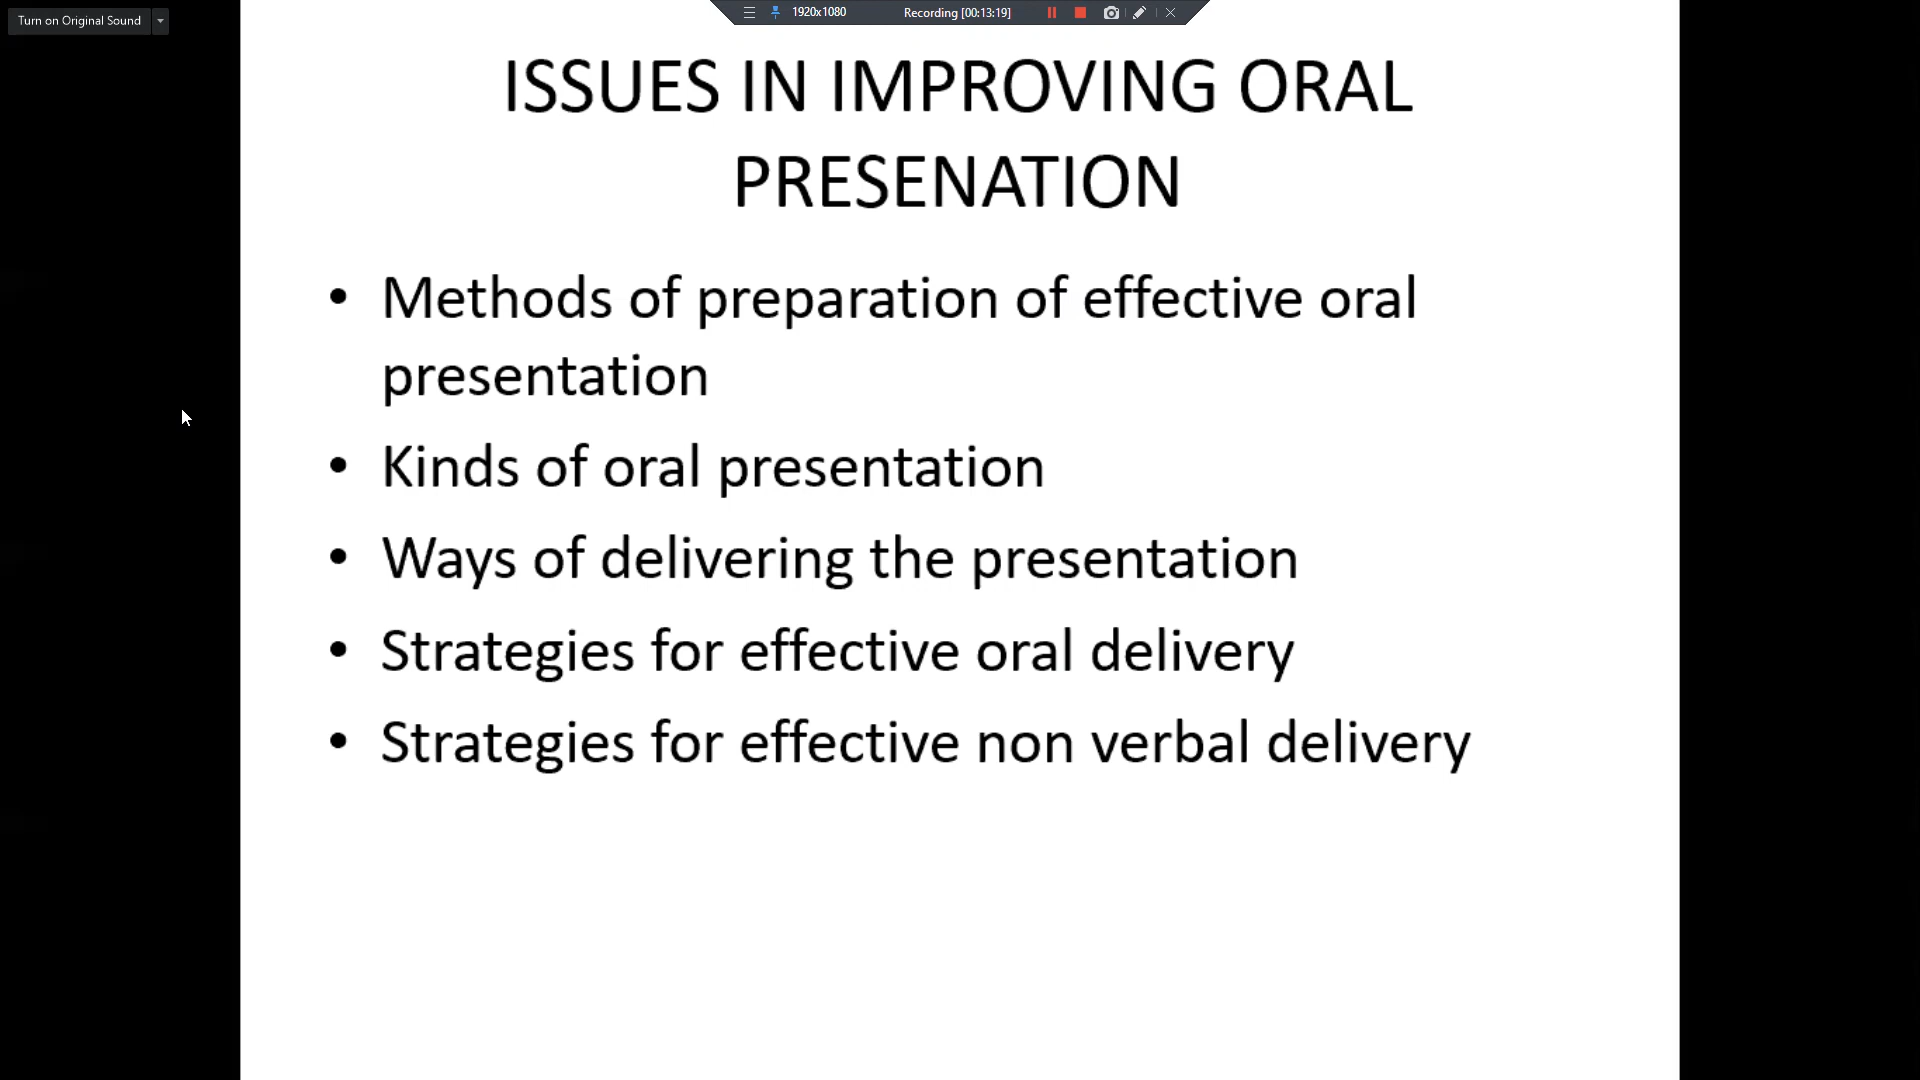 Turn on Original Sound
1920x1080
Recording [00:13:19]
ISSUES IN IMPROVING ORAL
PRESENATION
• Methods of preparation of effective oral
presentation
• Kinds of oral presentation
• Ways of delivering the presentation
• Strategies for effective oral delivery
• Strategies for effective non verbal delivery